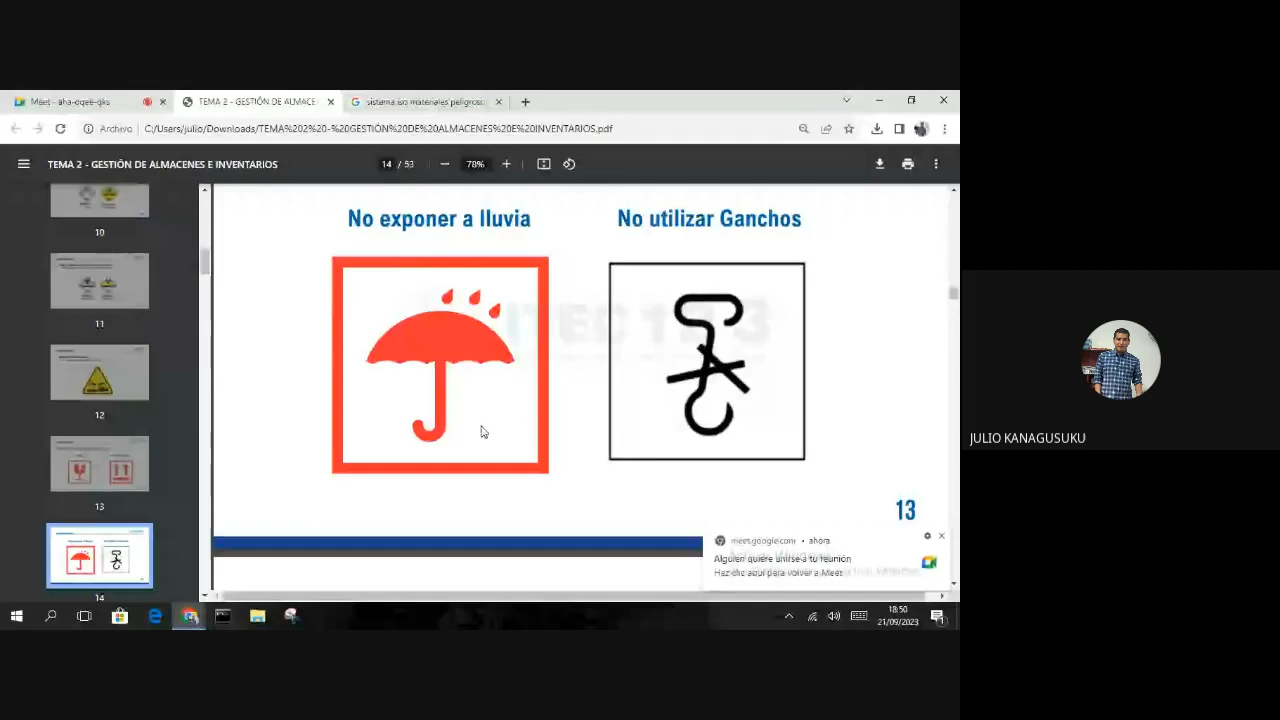 Meet - aha-dqee-qks
TEMA 2 - GESTIÓN DE ALMACE
sistema iso materiales peligroso
Archivo
C:/Users/julio/Downloads/TEMA%202%20-%20GESTIÓN%20DE%20ALMACENES%20E%20INVENTARIOS.pdf
TEMA 2 - GESTIÓN DE ALMACENES E INVENTARIOS
14 / 53
78%
10
11
12
13
14
No exponer a lluvia
No utilizar Ganchos
13
meet.google.com • ahora
Alguien quiere unirse a tu reunión
Haz clic aquí para volver a Meet
18:50
21/09/2023
JULIO KANAGUSUKU